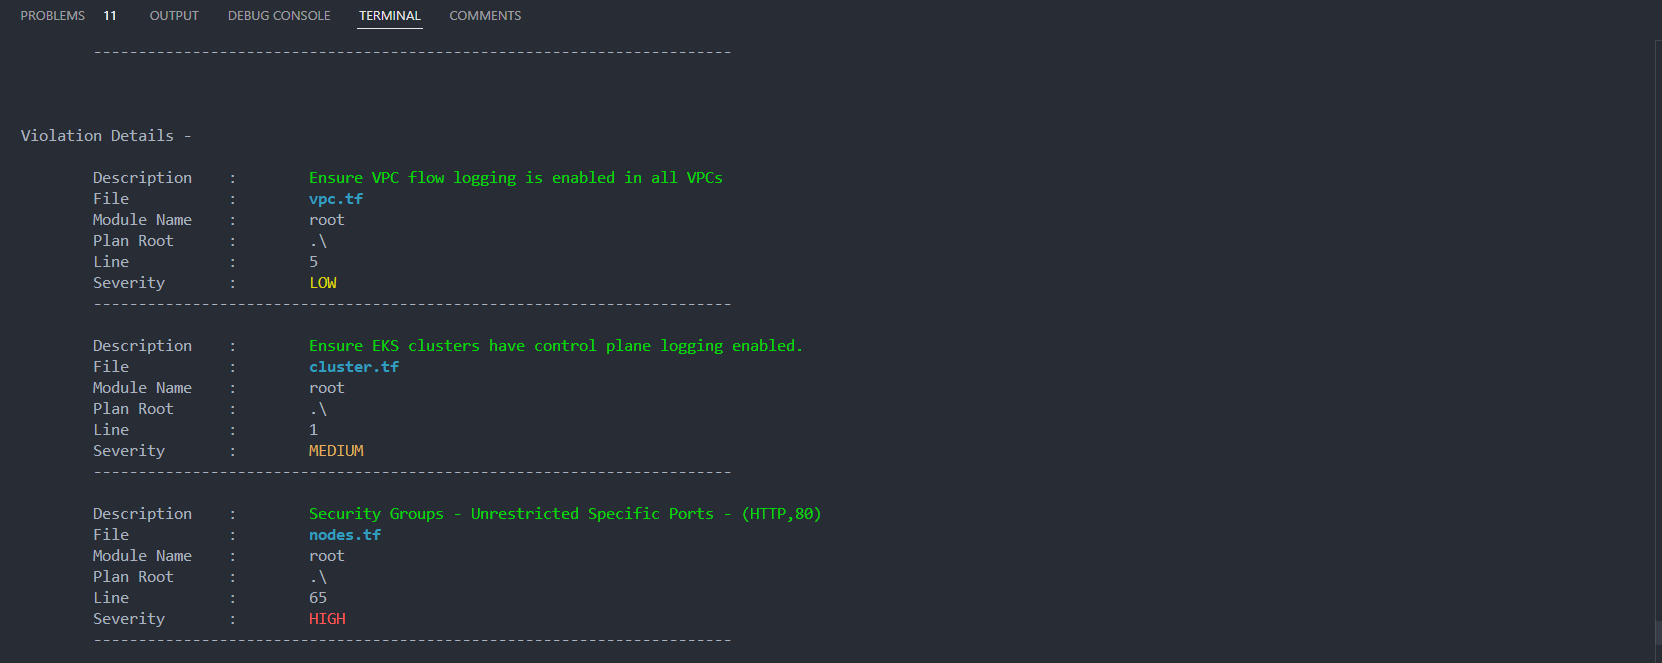 PROBLEMS 11 OUTPUT DEBUG CONSOLE TERMINAL COMMENTS
-----------------------------------------------------------------------
Violation Details -
Description : Ensure VPC flow logging is enabled in all VPCs
File : vpc.tf
Module Name : root
Plan Root : .\
Line : 5
Severity : LOW
-----------------------------------------------------------------------
Description : Ensure EKS clusters have control plane logging enabled.
File : cluster.tf
Module Name : root
Plan Root : .\
Line : 1
Severity : MEDIUM
-----------------------------------------------------------------------
Description : Security Groups - Unrestricted Specific Ports - (HTTP,80)
File : nodes.tf
Module Name : root
Plan Root : .\
Line : 65
Severity : HIGH
-----------------------------------------------------------------------